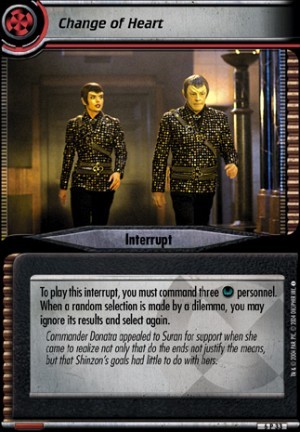 Change of Heart
Interrupt
To play this interrupt, you must command three personnel.
When a random selection is made by a dilemma, you may
ignore its results and select again.
Commander Donatra appealed to Suran for support when she
came to realize not only that do the ends not justify the means,
but that Shinzon's goals had little to do with hers.